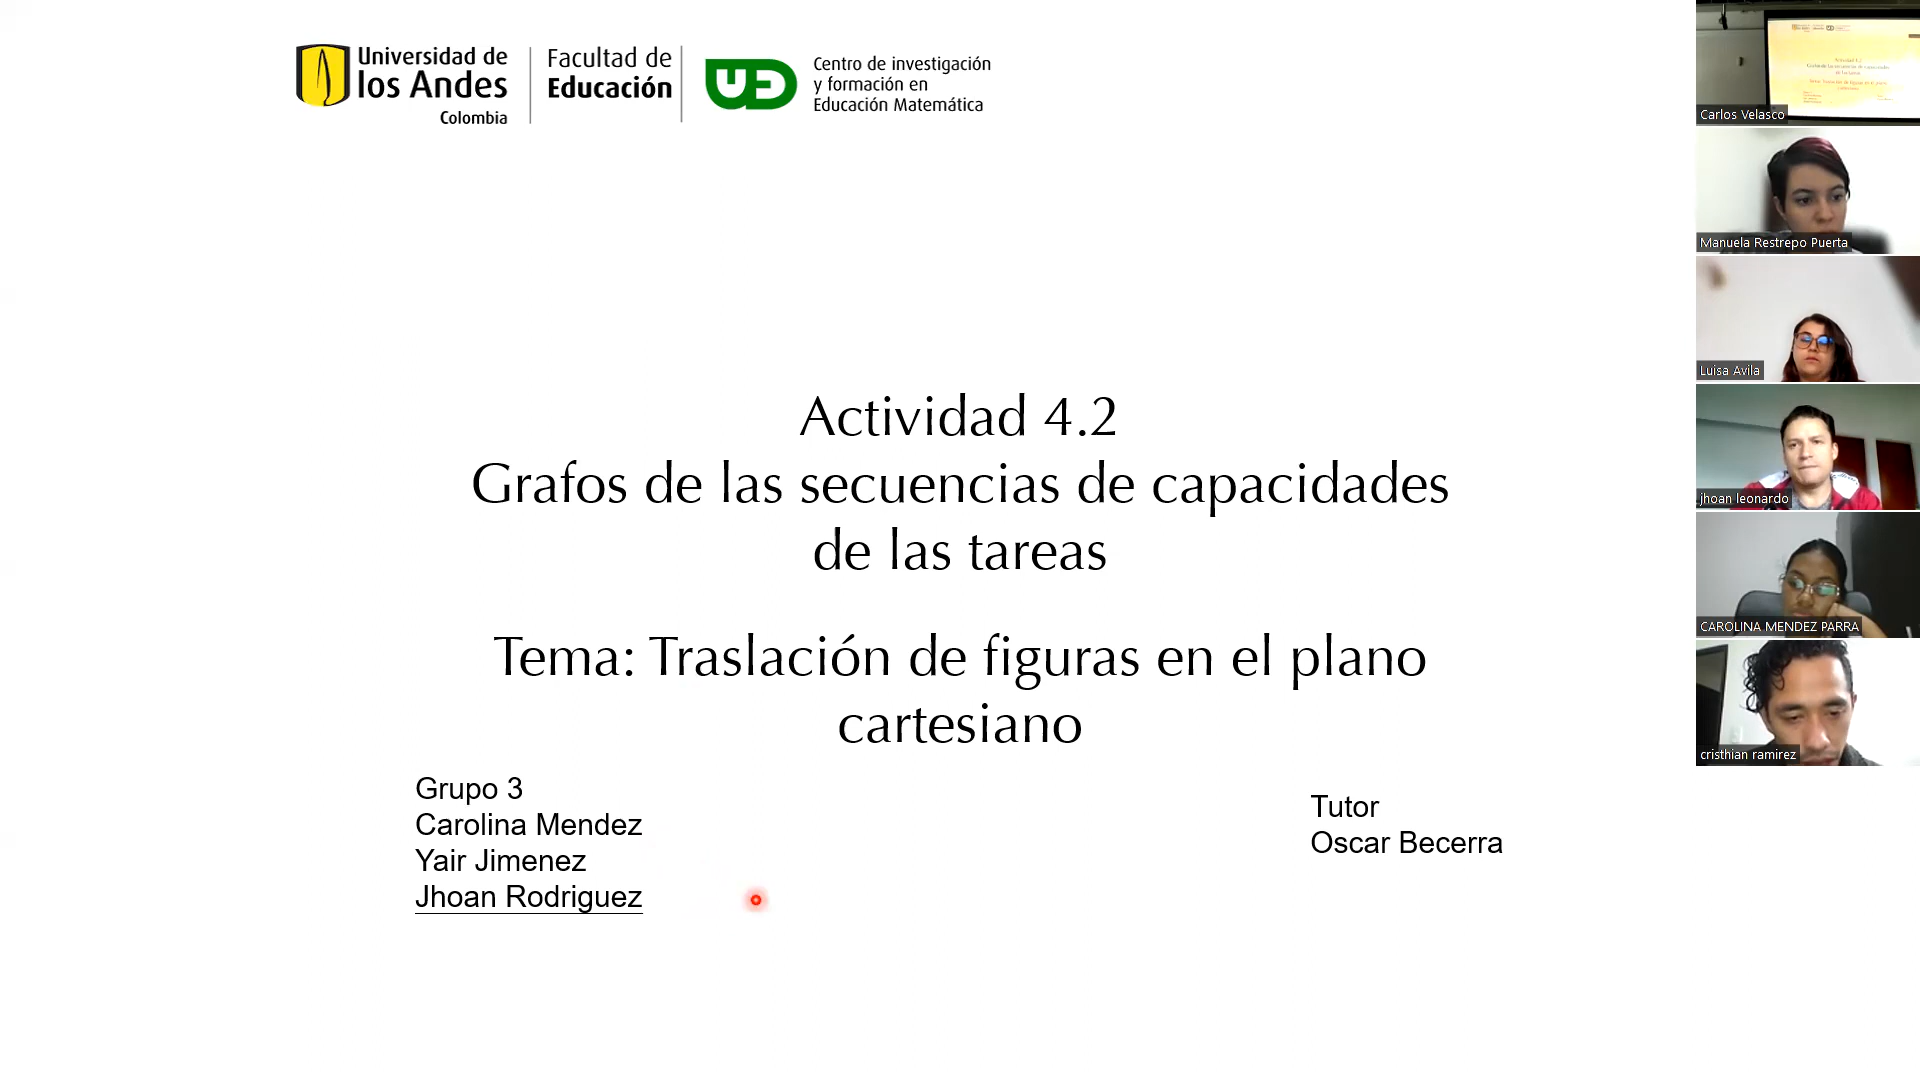 Universidad de
los Andes
Colombia
Facultad de
Educación
UED
Centro de investigación
y formación en
Educación Matemática
Actividad 4.2
Grafos de las secuencias de capacidades
de las tareas
Tema: Traslación de figuras en el plano
cartesiano
Grupo 3
Carolina Mendez
Yair Jimenez
Jhoan Rodriguez
Tutor
Oscar Becerra
Carlos Velasco
Manuela Restrepo Puerta
Luisa Avila
jhoan leonardo
CAROLINA MENDEZ PARRA
cristhian ramirez